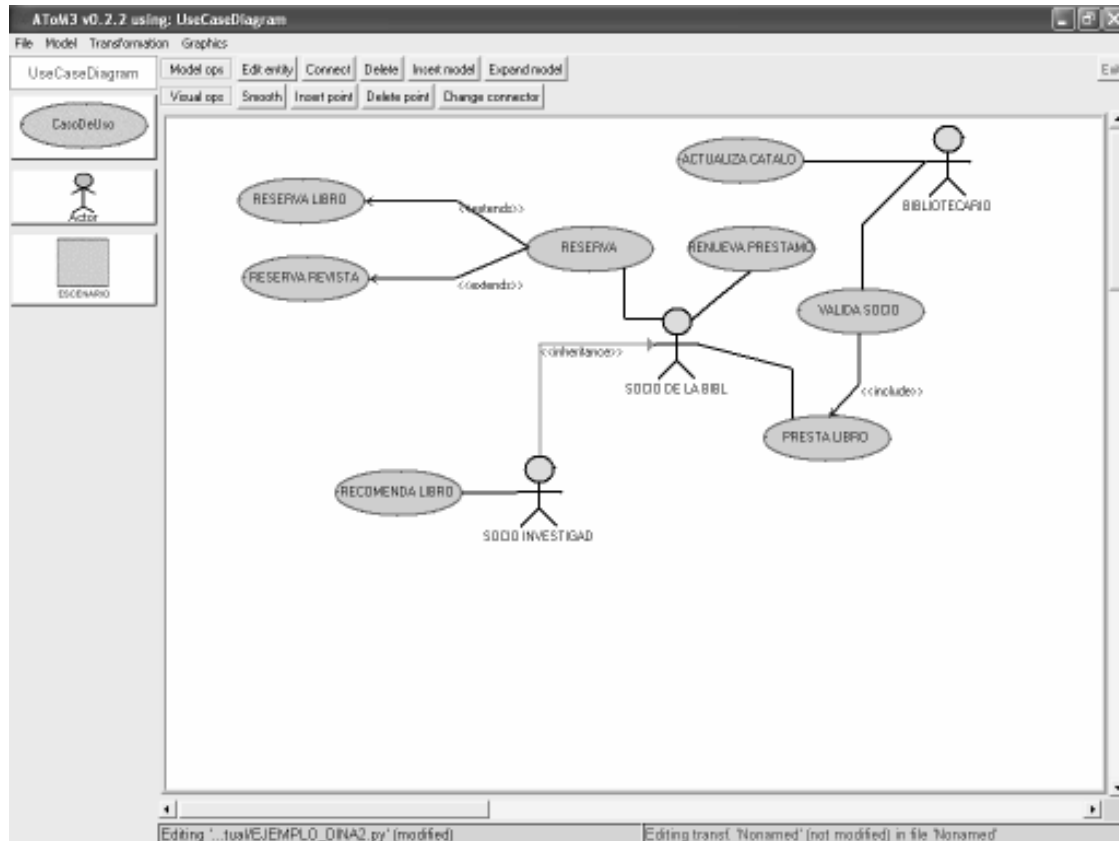 AToM3 v0.2.2 using: UseCaseDiagram
File Model Transformation Graphics
UseCaseDiagram
Model ops Edit entity Connect Delete Insert model Expand model
Visual ops Smooth Insert point Delete point Change connector
CasoDeUso
Actor
ESCENARIO
ACTUALIZA CATALO
BIBLIOTECARIO
RESERVA LIBRO
<<extends>>
RESERVA
RENUEVA PRESTAMO
RESERVA REVISTA
<<extends>>
VALIDA SOCIO
<<inheritance>>
SOCIO DE LA BIBL
<<include>>
PRESTA LIBRO
RECOMENDA LIBRO
SOCIO INVESTIGAD
Editing '...tual/EJEMPLO_DINA2.py' (modified)
Editing transf. 'Nonamed' (not modified) in file 'Nonamed'